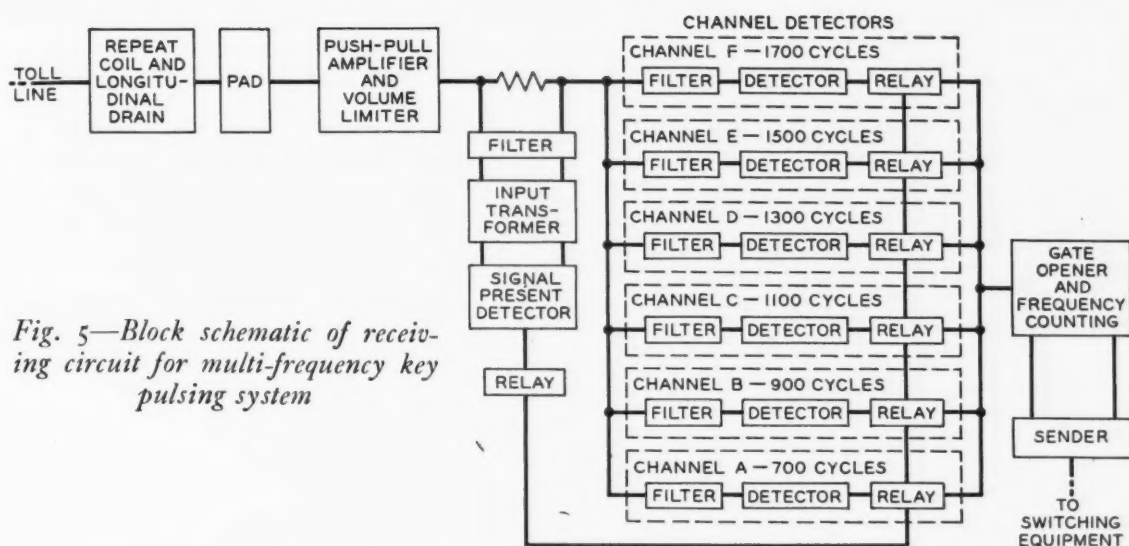 TOLL
LINE
REPEAT
COIL AND
LONGITU-
DINAL
DRAIN
PAD
PUSH-PULL
AMPLIFIER
AND
VOLUME
LIMITER
FILTER
INPUT
TRANS-
FORMER
SIGNAL
PRESENT
DETECTOR
RELAY
CHANNEL DETECTORS
CHANNEL F—1700 CYCLES
FILTER DETECTOR RELAY
CHANNEL E—1500 CYCLES
FILTER DETECTOR RELAY
CHANNEL D—1300 CYCLES
FILTER DETECTOR RELAY
CHANNEL C—1100 CYCLES
FILTER DETECTOR RELAY
CHANNEL B—900 CYCLES
FILTER DETECTOR RELAY
CHANNEL A—700 CYCLES
FILTER DETECTOR RELAY
GATE
OPENER
AND
FREQUENCY
COUNTING
SENDER
TO
SWITCHING
EQUIPMENT
Fig. 5—Block schematic of receiv-
ing circuit for multi-frequency key
pulsing system